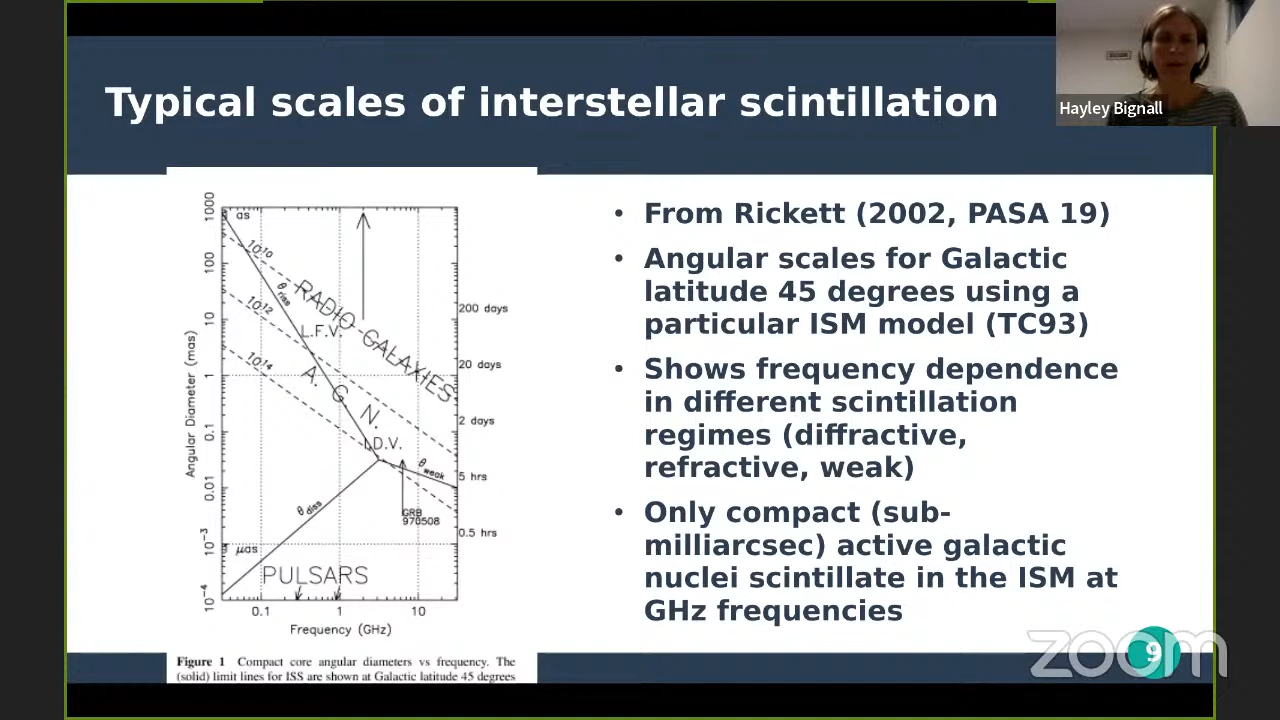 Typical scales of interstellar scintillation
Hayley Bignall
1000
100
10
1
0.1
0.01
10⁻³
10⁻⁴
Angular Diameter (mas)
as
10¹⁰
10¹²
10¹⁴
θ riss
RADIO GALAXIES
L.F.V.
A. G N.
I.D.V.
θ weak
θ diss
GRB
970508
μas
PULSARS
200 days
20 days
2 days
5 hrs
0.5 hrs
0.1
1
10
Frequency (GHz)
Figure 1 Compact core angular diameters vs frequency. The
(solid) limit lines for ISS are shown at Galactic latitude 45 degrees
• From Rickett (2002, PASA 19)
• Angular scales for Galactic
latitude 45 degrees using a
particular ISM model (TC93)
• Shows frequency dependence
in different scintillation
regimes (diffractive,
refractive, weak)
• Only compact (sub-
milliarcsec) active galactic
nuclei scintillate in the ISM at
GHz frequencies
zoom
9